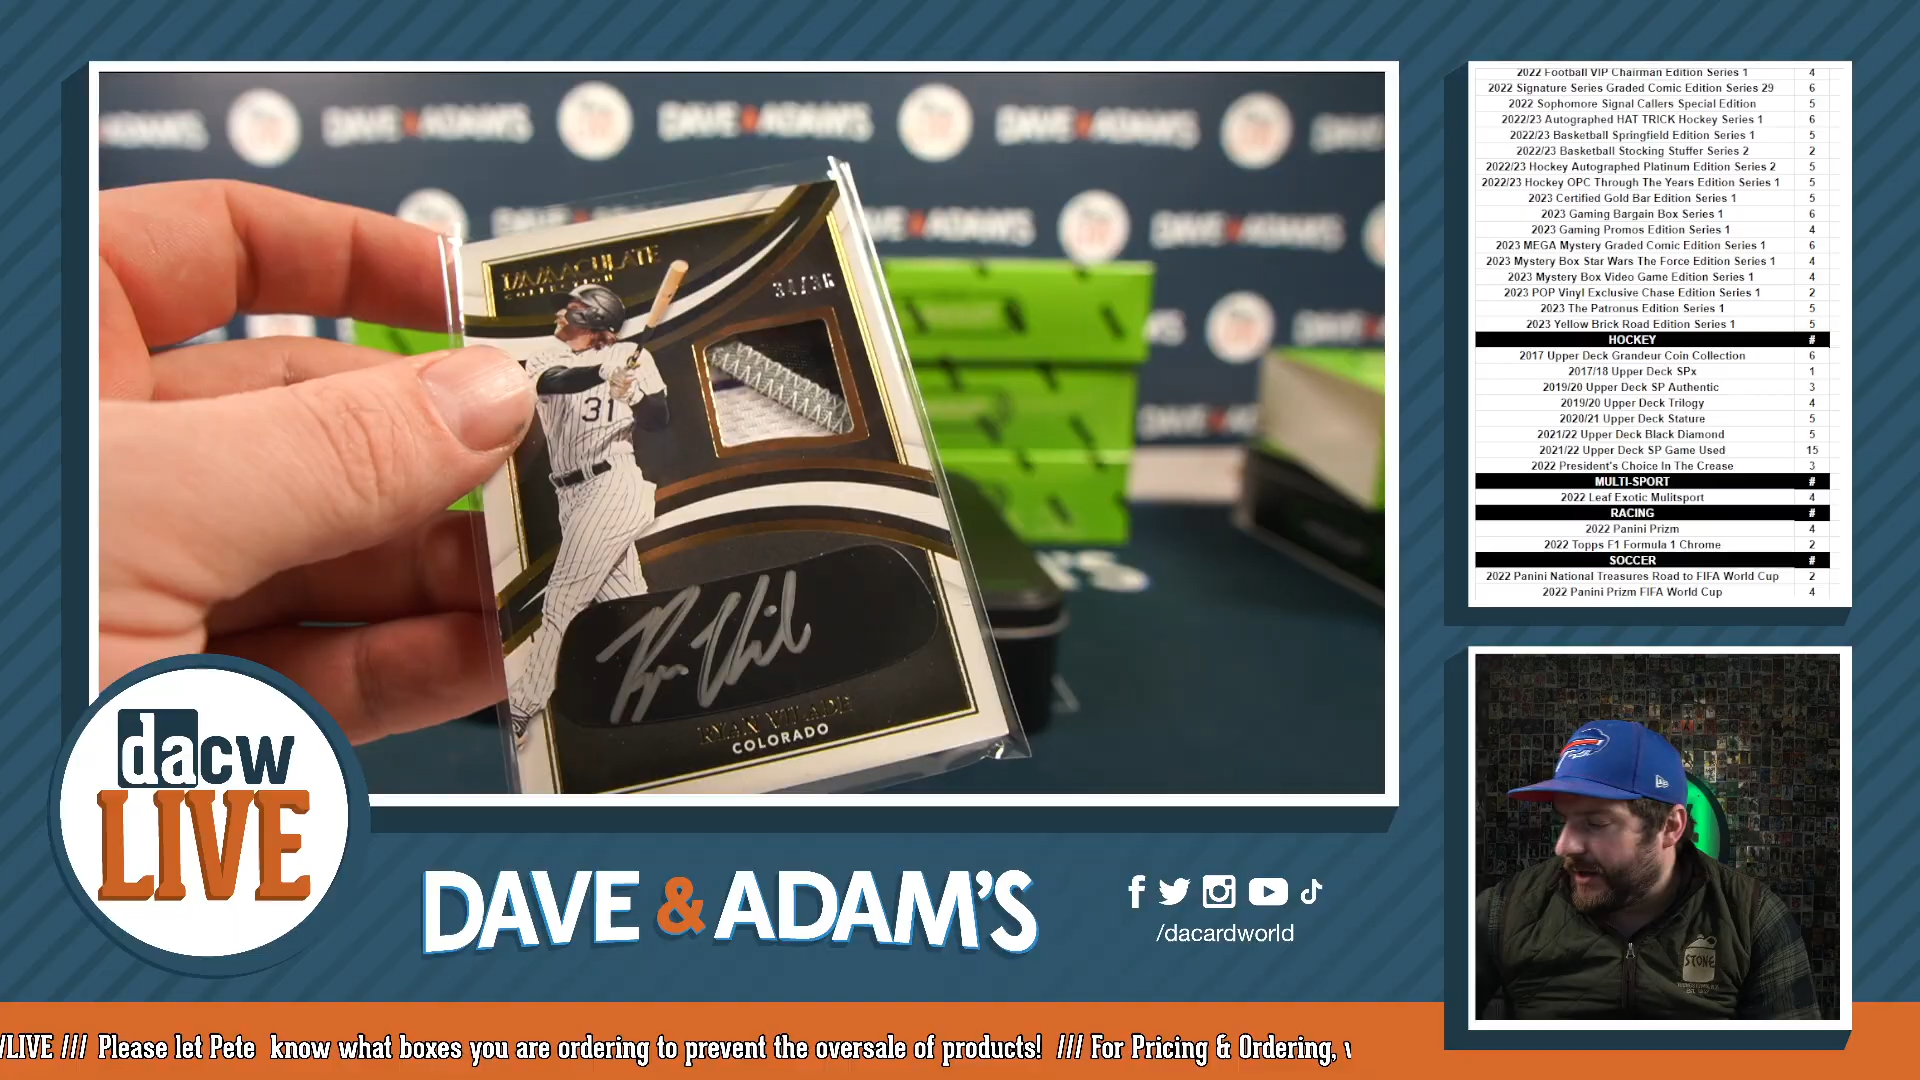 DAVE & ADAM'S
DAVE & ADAM'S
DAVE & ADAM'S
IMMACULATE
COLLECTION
31
RYAN VILADE
COLORADO
dacw
LIVE
DAVE & ADAM'S
/dacardworld
/LIVE /// Please let Pete know what boxes you are ordering to prevent the oversale of products! /// For Pricing & Ordering,
2022 Football VIP Chairman Edition Series 1 4
2022 Signature Series Graded Comic Edition Series 29 6
2022 Sophomore Signal Callers Special Edition 5
2022/23 Autographed HAT TRICK Hockey Series 1 6
2022/23 Basketball Springfield Edition Series 1 5
2022/23 Basketball Stocking Stuffer Series 2 2
2022/23 Hockey Autographed Platinum Edition Series 2 5
2022/23 Hockey OPC Through The Years Edition Series 1 5
2023 Certified Gold Bar Edition Series 1 5
2023 Gaming Bargain Box Series 1 6
2023 Gaming Promos Edition Series 1 4
2023 MEGA Mystery Graded Comic Edition Series 1 6
2023 Mystery Box Star Wars The Force Edition Series 1 4
2023 Mystery Box Video Game Edition Series 1 4
2023 POP Vinyl Exclusive Chase Edition Series 1 2
2023 The Patronus Edition Series 1 5
2023 Yellow Brick Road Edition Series 1 5
HOCKEY #
2017 Upper Deck Grandeur Coin Collection 6
2017/18 Upper Deck SPx 1
2019/20 Upper Deck SP Authentic 3
2019/20 Upper Deck Trilogy 4
2020/21 Upper Deck Stature 5
2021/22 Upper Deck Black Diamond 5
2021/22 Upper Deck SP Game Used 15
2022 President's Choice In The Crease 3
MULTI-SPORT #
2022 Leaf Exotic Mulitsport 4
RACING #
2022 Panini Prizm 4
2022 Topps F1 Formula 1 Chrome 2
SOCCER #
2022 Panini National Treasures Road to FIFA World Cup 2
2022 Panini Prizm FIFA World Cup 4
STONE